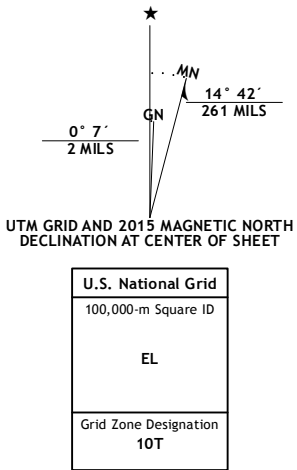 MN
GN
14° 42´
261 MILS
0° 7´
2 MILS
UTM GRID AND 2015 MAGNETIC NORTH
DECLINATION AT CENTER OF SHEET
U.S. National Grid
100,000-m Square ID
EL
Grid Zone Designation
10T